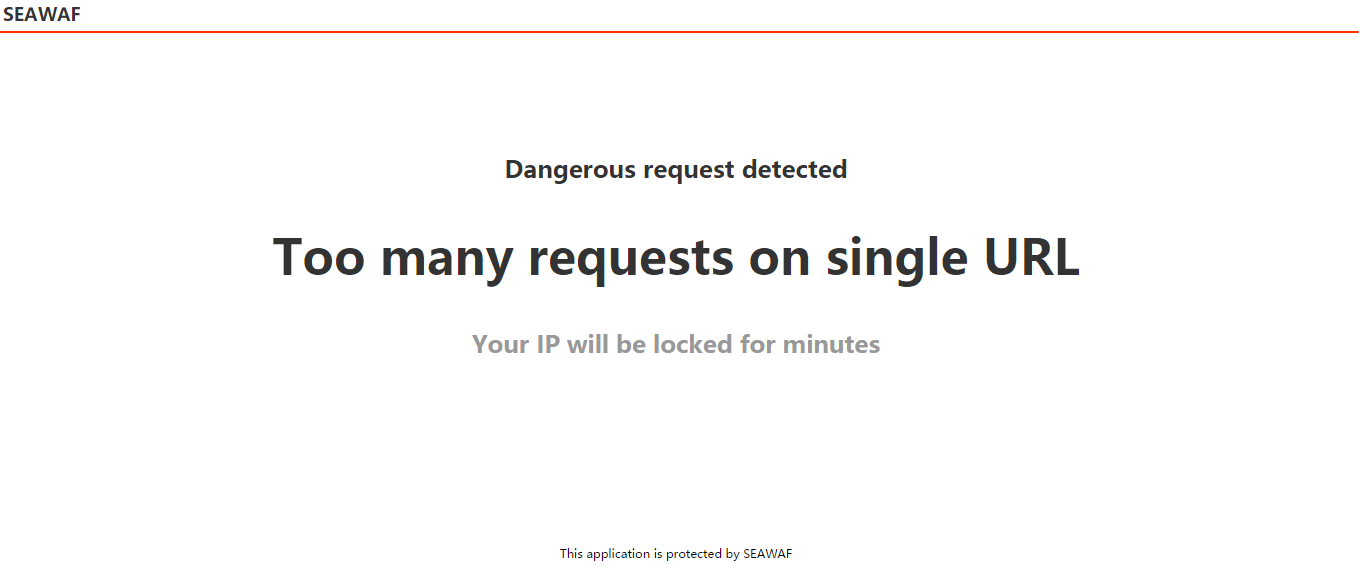 SEAWAF
Dangerous request detected
Too many requests on single URL
Your IP will be locked for minutes
This application is protected by SEAWAF